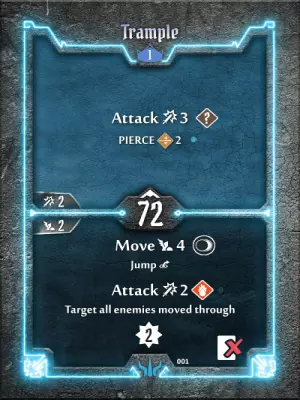 Trample
1
Attack 3 ?
PIERCE 2
2
72
2
Move 4
Jump
Attack 2
Target all enemies moved through
2
001